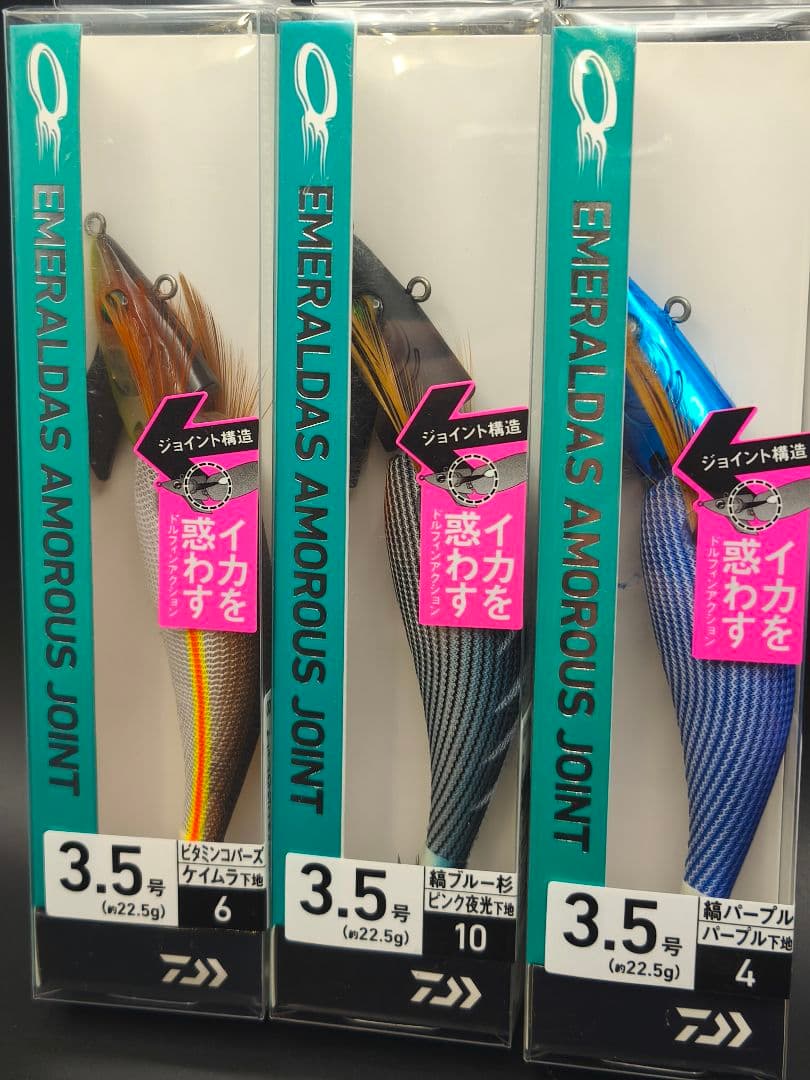 EMERALDAS AMOROUS JOINT
ジョイント構造
イカを
惑わす
ドルフィンアクション
3.5号
(約22.5g)
ビタミンコパーズ
ケイムラ下地
6
EMERALDAS AMOROUS JOINT
ジョイント構造
イカを
惑わす
ドルフィンアクション
3.5号
(約22.5g)
縞ブルー杉
ピンク夜光下地
10
EMERALDAS AMOROUS JOINT
ジョイント構造
イカを
惑わす
ドルフィンアクション
3.5号
(約22.5g)
縞パープル
パープル下地
4